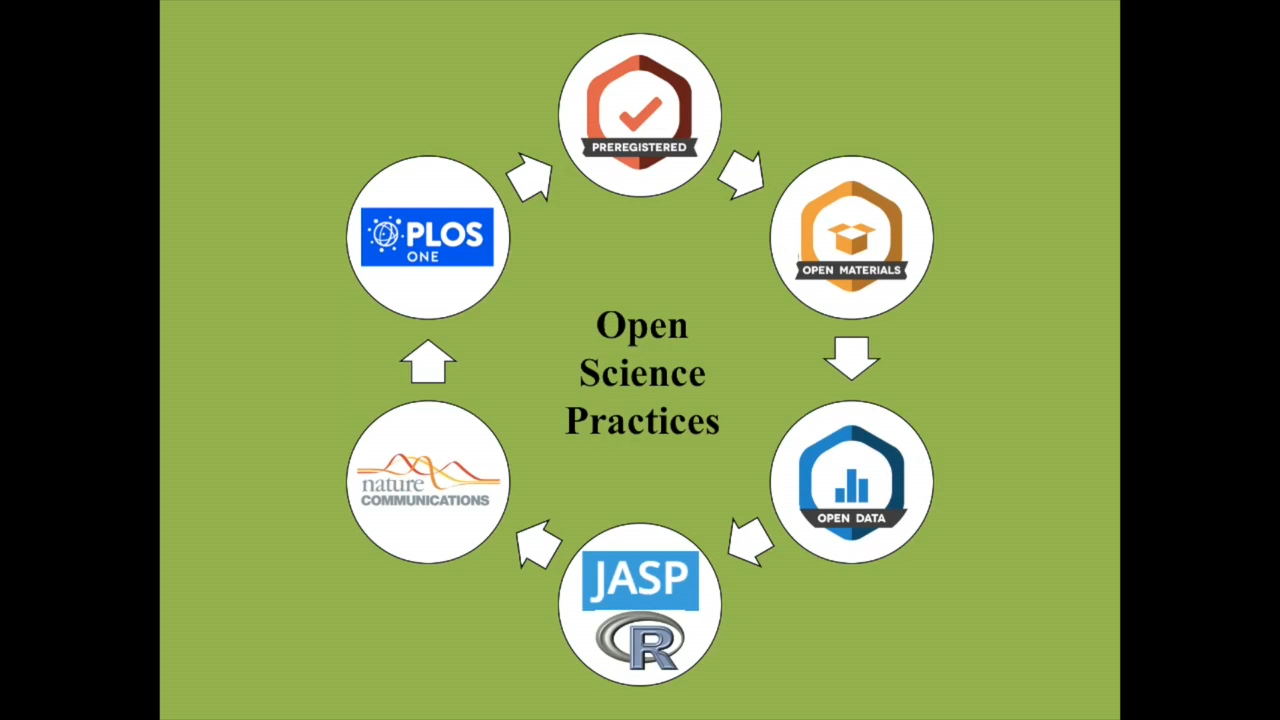 PREREGISTERED
PLOS
ONE
OPEN MATERIALS
Open
Science
Practices
nature
COMMUNICATIONS
OPEN DATA
JASP
R